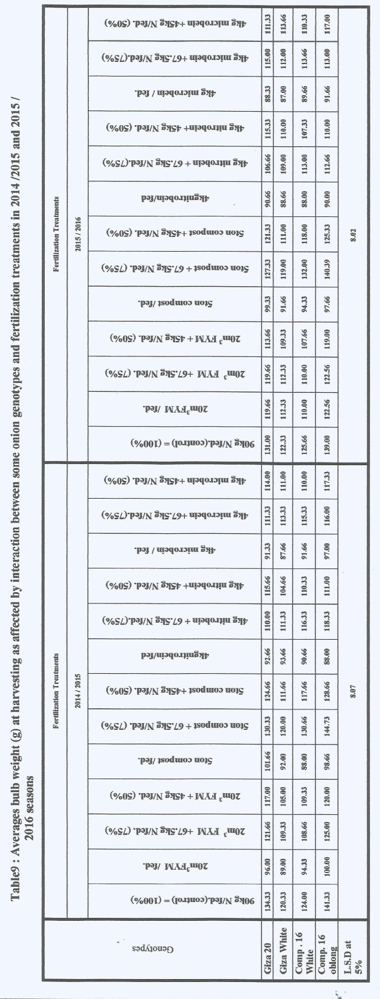 Table9 : Averages bulb weight (g) at harvesting as affected by interaction between some onion genotypes and fertilization treatments in 2014 /2015 and 2015 /
2016 seasons
Fertilization Treatments Fertilization Treatments
2014 / 2015 2015 / 2016
Genotypes 90kg N/fed.(control) = (100%) 20m³FYM /fed. 20m³ FYM +67.5kg N/fed. (75%) 20m³ FYM + 45kg N/fed. (50%) 5ton compost /fed. 5ton compost + 67.5kg N/fed. (75%) 5ton compost +45kg N/fed. (50%) 4kgnitrobein/fed 4kg nitrobein + 67.5kg N/fed.(75%) 4kg nitrobein+ 45kg N/fed. (50%) 4kg microbein / fed. 4kg microbein +67.5kg N/fed.(75%) 4kg microbein +45kg N/fed. (50%) 90kg N/fed.(control) = (100%) 20m³FYM /fed. 20m³ FYM +67.5kg N/fed. (75%) 20m³ FYM + 45kg N/fed. (50%) 5ton compost /fed. 5ton compost + 67.5kg N/fed. (75%) 5ton compost +45kg N/fed. (50%) 4kgnitrobein/fed 4kg nitrobein + 67.5kg N/fed.(75%) 4kg nitrobein+ 45kg N/fed. (50%) 4kg microbein / fed. 4kg microbein +67.5kg N/fed.(75%) 4kg microbein +45kg N/fed. (50%)
Giza 20 134.33 96.00 121.66 117.00 101.66 130.33 124.66 92.66 110.00 115.66 91.33 111.33 114.00 131.00 119.66 119.66 113.66 99.33 127.33 121.33 90.66 106.66 115.33 88.33 115.00 111.33
Giza White 120.33 89.00 109.33 105.00 92.00 120.00 111.66 93.66 111.33 104.66 87.66 113.33 111.00 122.33 112.33 112.33 109.33 91.66 119.00 111.00 88.66 109.00 110.00 87.00 112.00 113.66
Comp . 16
White 124.00 94.33 108.66 109.33 88.00 130.66 117.66 90.66 116.33 110.33 91.66 115.33 110.00 125.66 110.00 110.00 107.66 94.33 132.00 118.00 88.00 113.00 107.33 89.66 113.66 110.33
Comp. 16
oblong 141.33 100.00 125.00 120.00 98.66 144.73 128.66 88.00 118.33 111.00 97.00 116.00 117.33 139.00 122.56 122.56 119.00 97.66 140.39 125.33 90.00 112.66 110.00 91.66 113.00 117.00
L.S.D at
5% 8.07 8.02